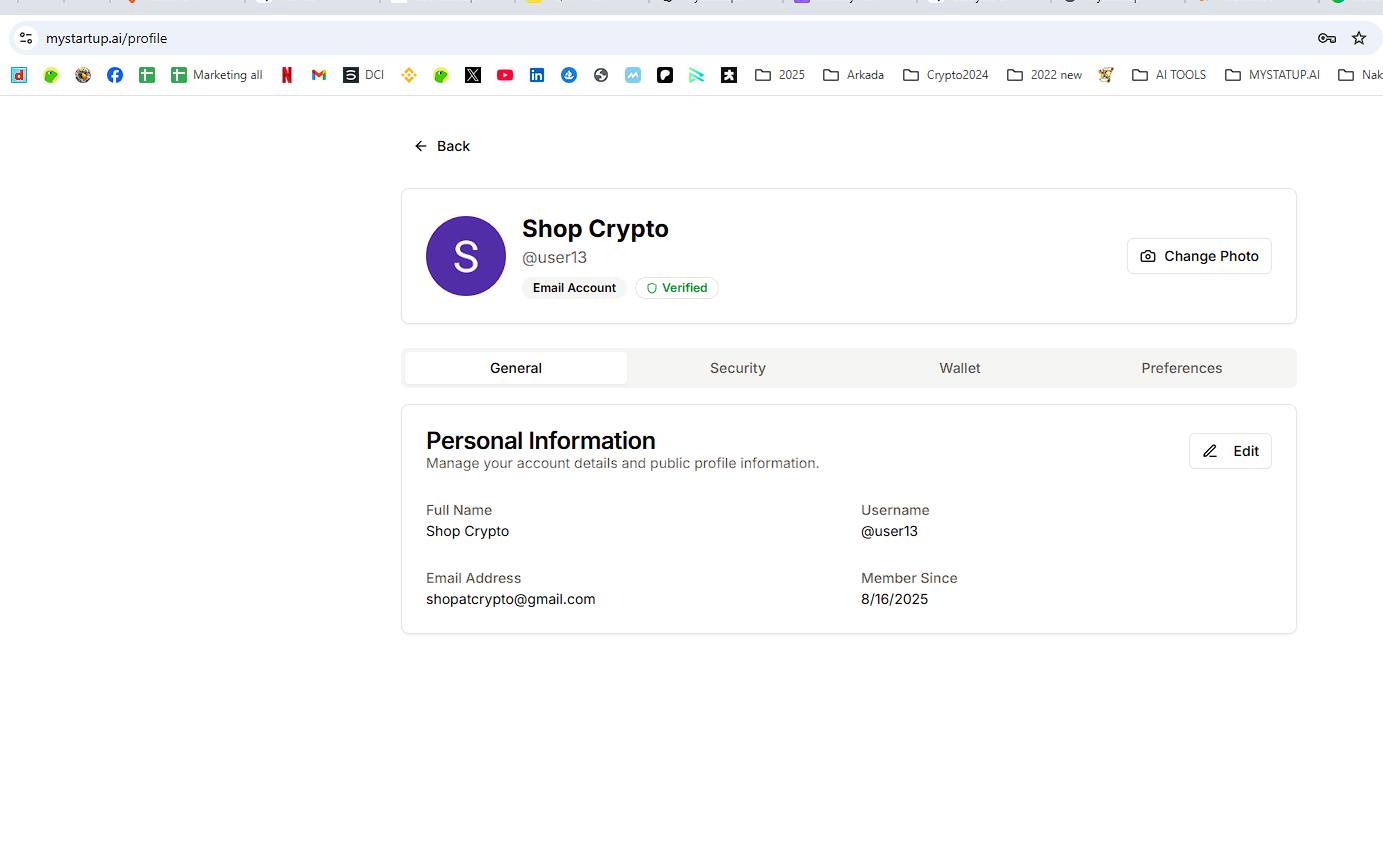 mystartup.ai/profile
Marketing all DCI 2025 Arkada Crypto2024 2022 new AI TOOLS MYSTATUP.AI Nak
Back
S
Shop Crypto
@user13
Email Account Verified
Change Photo
General Security Wallet Preferences
Personal Information
Manage your account details and public profile information.
Edit
Full Name Username
Shop Crypto @user13
Email Address Member Since
shopatcrypto@gmail.com 8/16/2025